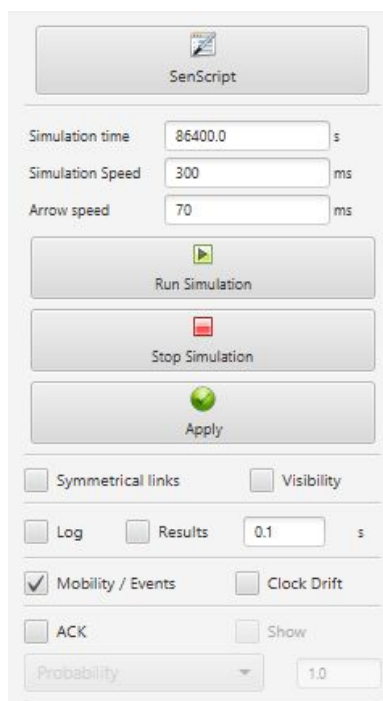 SenScript
Simulation time 86400.0 s
Simulation Speed 300 ms
Arrow speed 70 ms
Run Simulation
Stop Simulation
Apply
Symmetrical links Visibility
Log Results 0.1 s
Mobility / Events Clock Drift
ACK Show
Probability 1.0